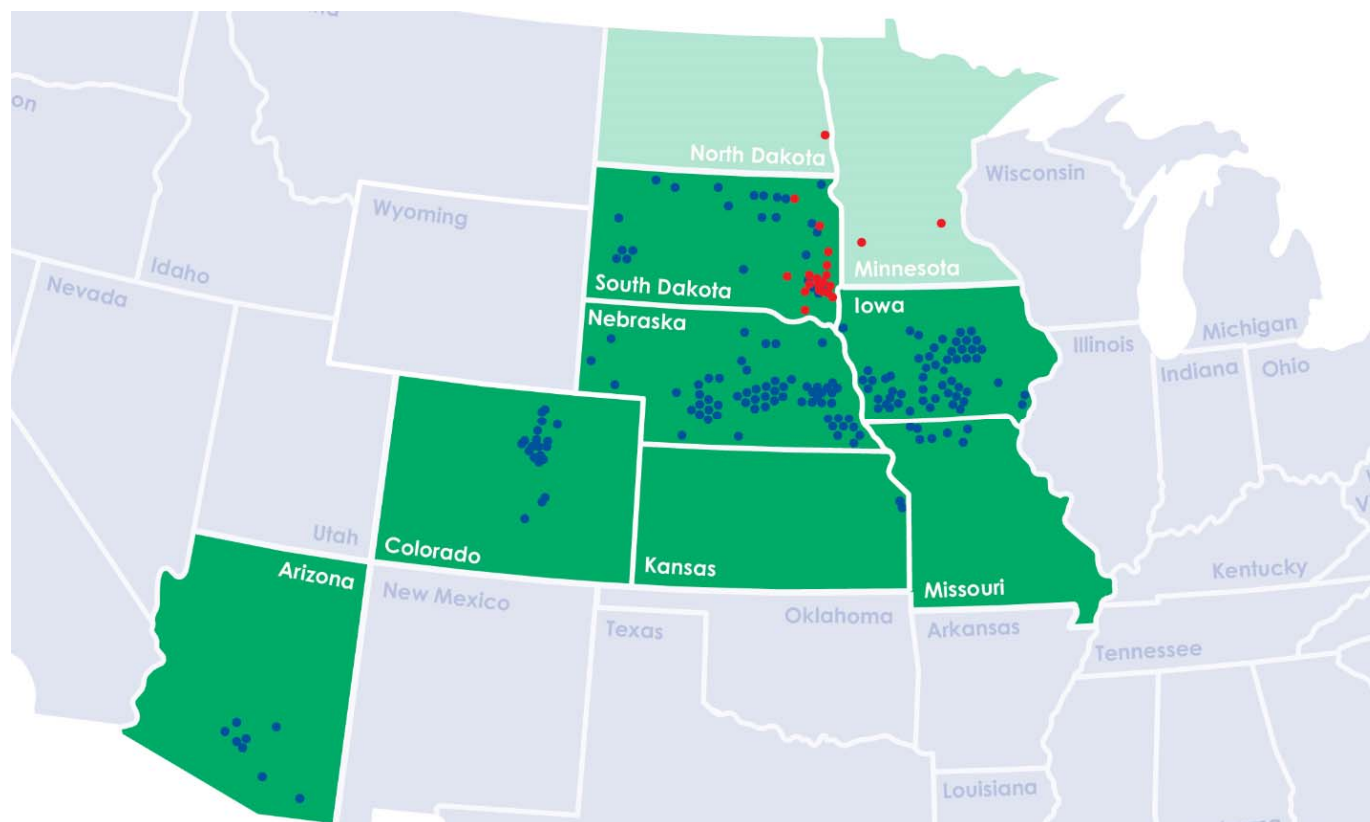 on
North Dakota
Wisconsin
Wyoming
Idaho
Minnesota
Nevada
South Dakota
Iowa
Nebraska
Michigan
Illinois
Indiana
Ohio
Utah
Colorado
Kansas
Arizona
Kentucky
Missouri
New Mexico
Oklahoma
Texas
Arkansas
Tennessee
Louisiana